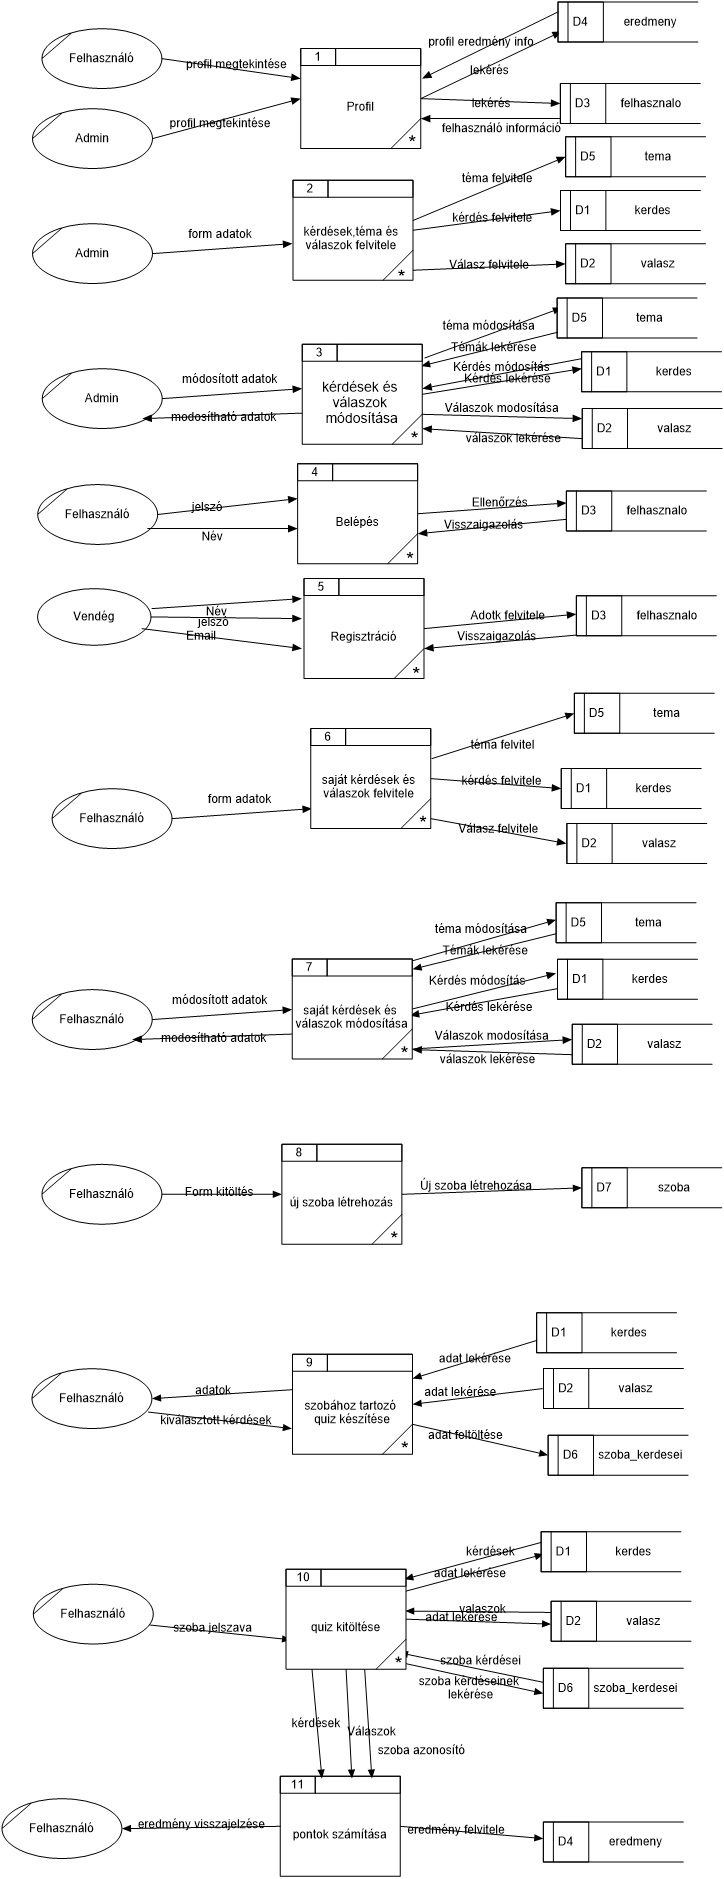 Felhasználó
profil megtekintése
Admin
profil megtekintése
1
Profil
*
profil eredmény info
lekérés
D4
eredmeny
lekérés
felhasználó információ
D3
felhasznalo
Admin
form adatok
2
kérdések,téma és
válaszok felvitele
*
téma felvitele
D5
tema
kérdés felvitele
D1
kerdes
Válasz felvitele
D2
valasz
Admin
módosított adatok
modosítható adatok
3
kérdések és
válaszok
módosítása
*
téma módosítása
Témák lekérése
D5
tema
Kérdés módosítás
Kérdés lekérése
D1
kerdes
Válaszok modosítása
válaszok lekérése
D2
valasz
Felhasználó
jelszó
Név
4
Belépés
*
Ellenőrzés
Visszaigazolás
D3
felhasznalo
Vendég
Név
jelszó
Email
5
Regisztráció
*
Adotk felvitele
Visszaigazolás
D3
felhasznalo
Felhasználó
form adatok
6
saját kérdések és
válaszok felvitele
*
téma felvitel
D5
tema
kérdés felvitele
D1
kerdes
Válasz felvitele
D2
valasz
Felhasználó
módosított adatok
modosítható adatok
7
saját kérdések és
válaszok módosítása
*
téma módosítása
Témák lekérése
D5
tema
Kérdés módosítás
Kérdés lekérése
D1
kerdes
Válaszok modosítása
válaszok lekérése
D2
valasz
Felhasználó
Form kitöltés
8
új szoba létrehozás
*
Új szoba létrehozása
D7
szoba
Felhasználó
adatok
kiválasztott kérdések
9
szobához tartozó
quiz készítése
*
adat lekérése
D1
kerdes
adat lekérése
D2
valasz
adat feltöltése
D6
szoba_kerdesei
Felhasználó
szoba jelszava
10
quiz kitöltése
*
kérdések
adat lekérése
D1
kerdes
valaszok
adat lekérése
D2
valasz
szoba kérdései
szoba kerdéseinek
lekérése
D6
szoba_kerdesei
kérdések
Válaszok
szoba azonosító
Felhasználó
eredmény visszajelzése
11
pontok számítása
eredmény felvitele
D4
eredmeny